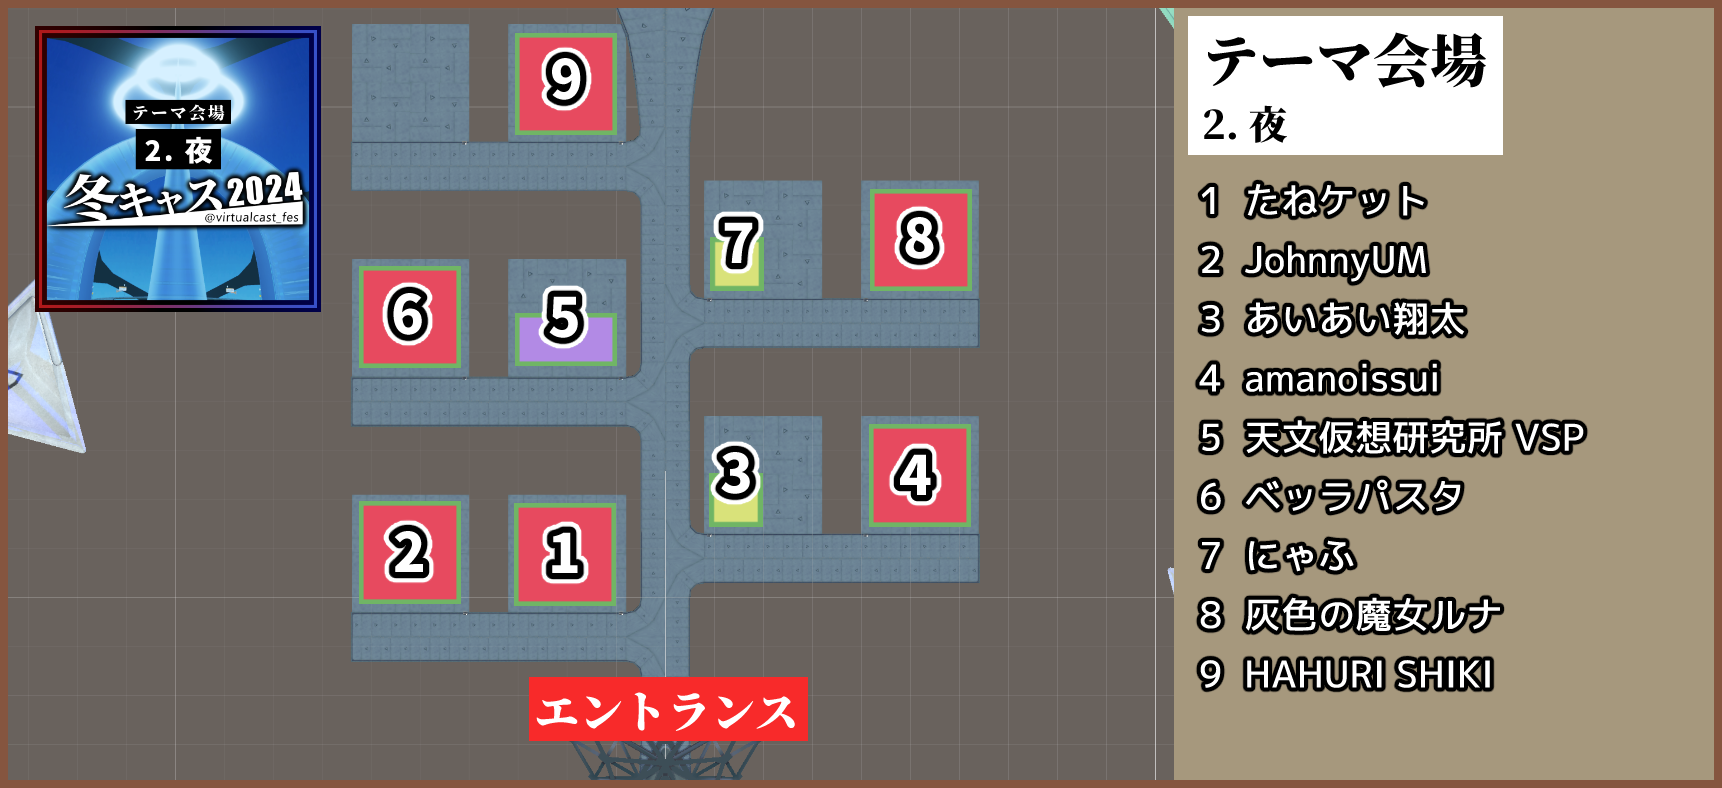 テーマ会場
2. 夜
冬キャス2024
@virtualcast_fes
9
7
8
6
5
3
4
2
1
エントランス
テーマ会場
2. 夜
1 たねケット
2 JohnnyUM
3 あいあい翔太
4 amanoissui
5 天文仮想研究所 VSP
6 ベッラパスタ
7 にゃふ
8 灰色の魔女ルナ
9 HAHURI SHIKI